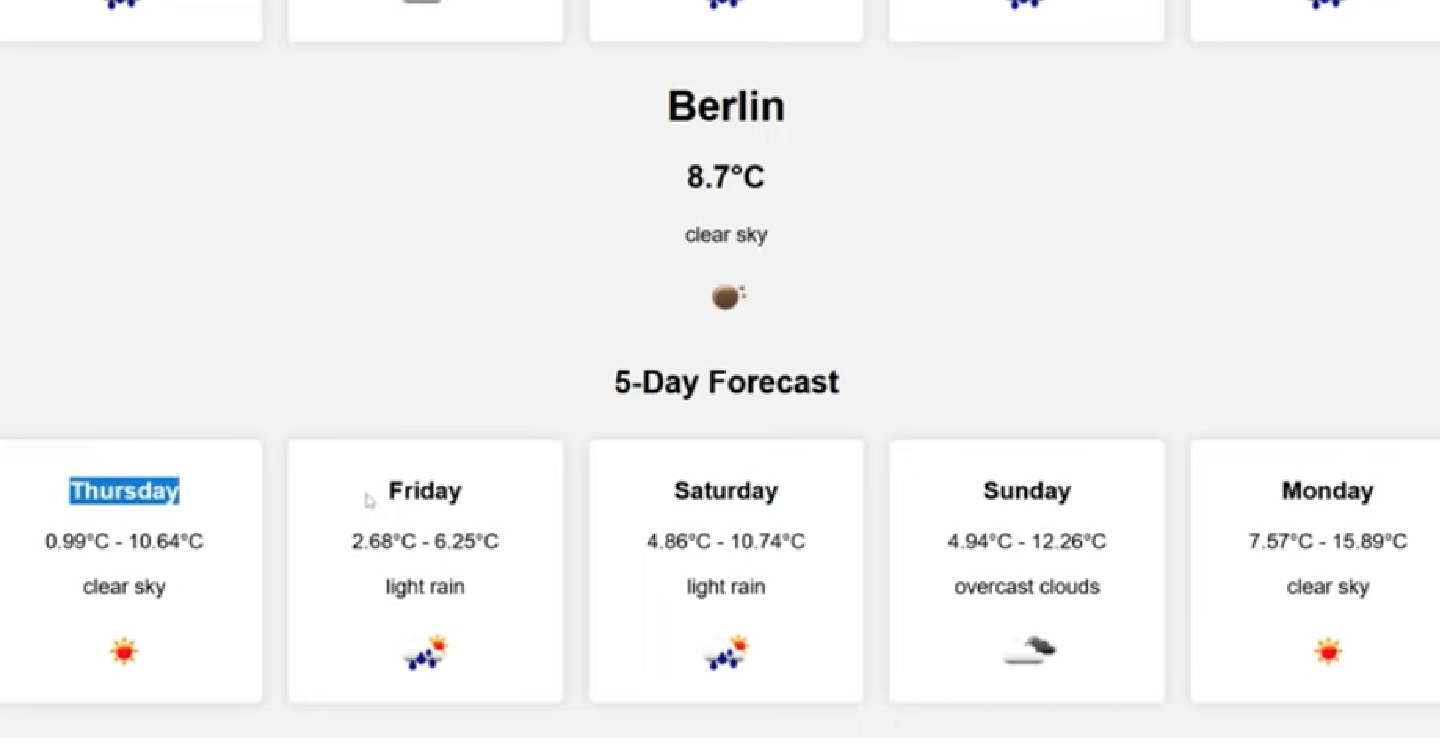 Berlin
8.7°C
clear sky
5-Day Forecast
Thursday
0.99°C - 10.64°C
clear sky
Friday
2.68°C - 6.25°C
light rain
Saturday
4.86°C - 10.74°C
light rain
Sunday
4.94°C - 12.26°C
overcast clouds
Monday
7.57°C - 15.89°C
clear sky